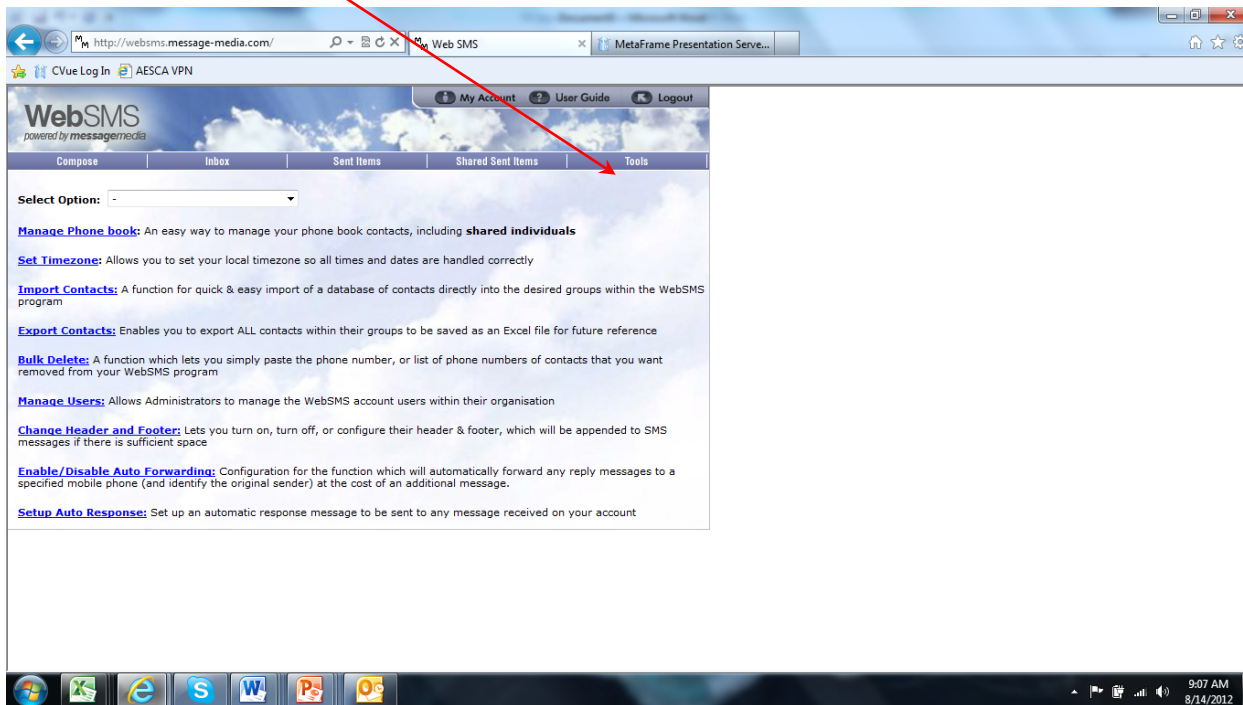 http://websms.message-media.com/
Web SMS
MetaFrame Presentation Serve...
CVue Log In
AESCA VPN
My Account
User Guide
Logout
WebSMS
powered by messagemedia
Compose
Inbox
Sent Items
Shared Sent Items
Tools
Select Option: -
Manage Phone book: An easy way to manage your phone book contacts, including shared individuals
Set Timezone: Allows you to set your local timezone so all times and dates are handled correctly
Import Contacts: A function for quick & easy import of a database of contacts directly into the desired groups within the WebSMS
program
Export Contacts: Enables you to export ALL contacts within their groups to be saved as an Excel file for future reference
Bulk Delete: A function which lets you simply paste the phone number, or list of phone numbers of contacts that you want
removed from your WebSMS program
Manage Users: Allows Administrators to manage the WebSMS account users within their organisation
Change Header and Footer: Lets you turn on, turn off, or configure their header & footer, which will be appended to SMS
messages if there is sufficient space
Enable/Disable Auto Forwarding: Configuration for the function which will automatically forward any reply messages to a
specified mobile phone (and identify the original sender) at the cost of an additional message.
Setup Auto Response: Set up an automatic response message to be sent to any message received on your account
9:07 AM
8/14/2012